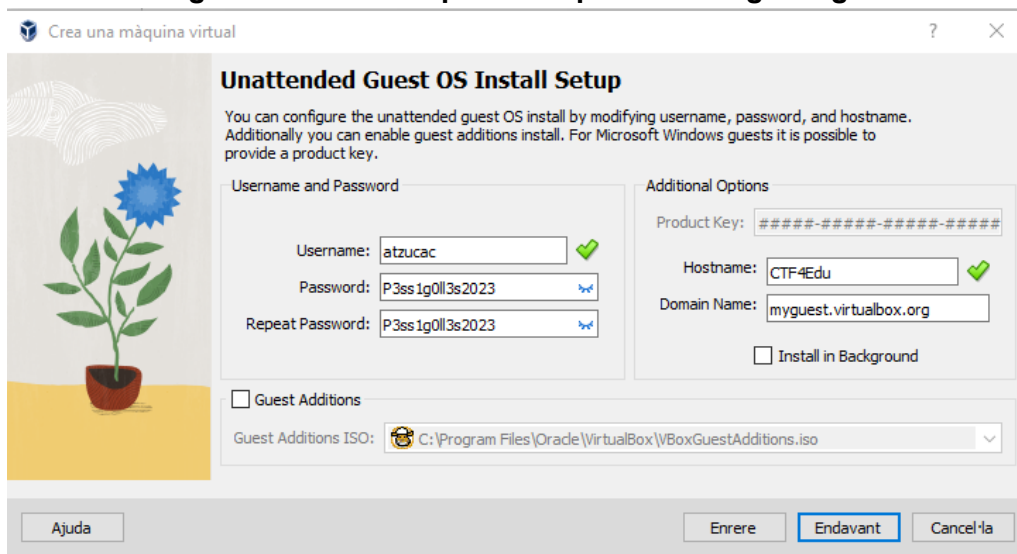 Crea una màquina virtual
?
Unattended Guest OS Install Setup
You can configure the unattended guest OS install by modifying username, password, and hostname.
Additionally you can enable guest additions install. For Microsoft Windows guests it is possible to
provide a product key.
Username and Password
Username: atzucac
Password: P3ss1g0ll3s2023
Repeat Password: P3ss1g0ll3s2023
Additional Options
Product Key: #####-#####-#####-#####
Hostname: CTF4Edu
Domain Name: myguest.virtualbox.org
Install in Background
Guest Additions
Guest Additions ISO: C:\Program Files\Oracle\VirtualBox\VBoxGuestAdditions.iso
Ajuda
Enrere
Endavant
Cancel·la